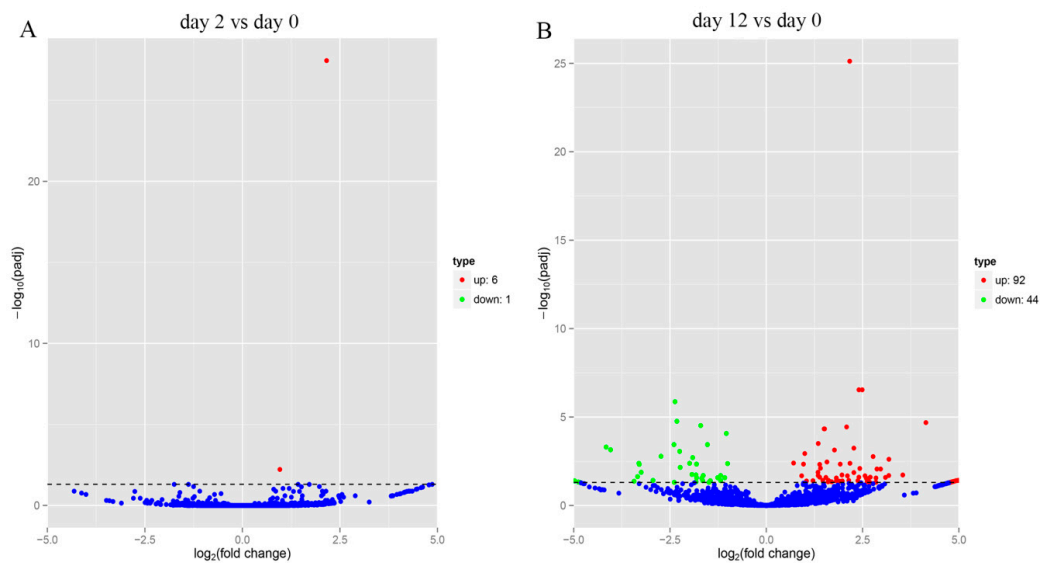 A
day 2 vs day 0
20
10
0
−log10(padj)
−5.0
−2.5
0.0
2.5
5.0
log2(fold change)
type
up: 6
down: 1
B
day 12 vs day 0
25
20
15
10
5
0
−log10(padj)
−5.0
−2.5
0.0
2.5
5.0
log2(fold change)
type
up: 92
down: 44